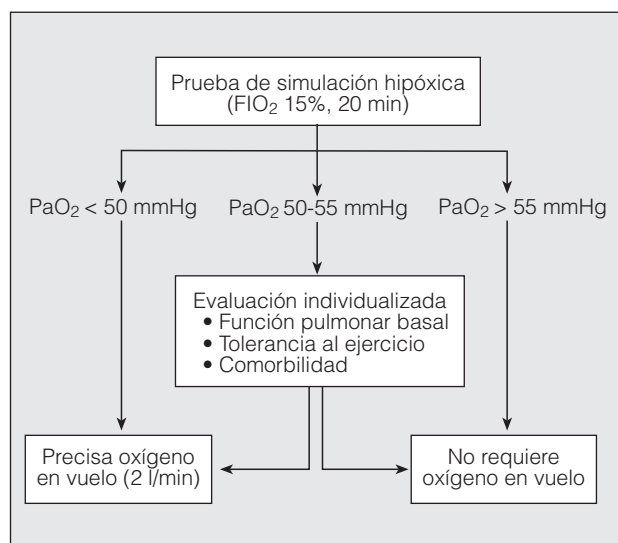 Prueba de simulación hipóxica
(FIO₂ 15%, 20 min)
PaO₂ < 50 mmHg
PaO₂ 50-55 mmHg
PaO₂ > 55 mmHg
Evaluación individualizada
• Función pulmonar basal
• Tolerancia al ejercicio
• Comorbilidad
Precisa oxígeno
en vuelo (2 l/min)
No requiere
oxígeno en vuelo